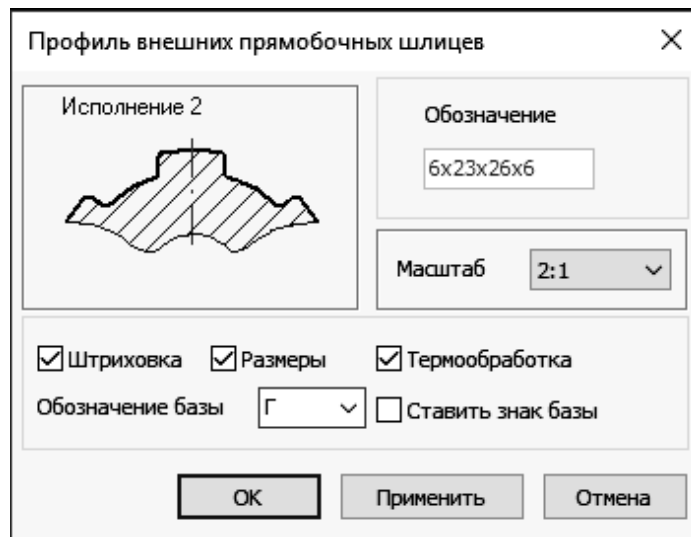 Профиль внешних прямобочных шлицев
Исполнение 2
Обозначение
6x23x26x6
Масштаб 2:1
Штриховка Размеры Термообработка
Обозначение базы Г Ставить знак базы
OK Применить Отмена